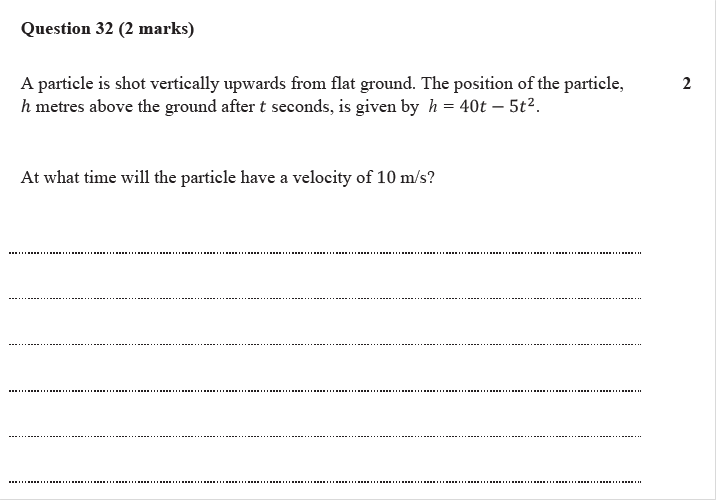 Question 32 (2 marks)
A particle is shot vertically upwards from flat ground. The position of the particle, 2
h metres above the ground after t seconds, is given by h = 40t − 5t².
At what time will the particle have a velocity of 10 m/s?